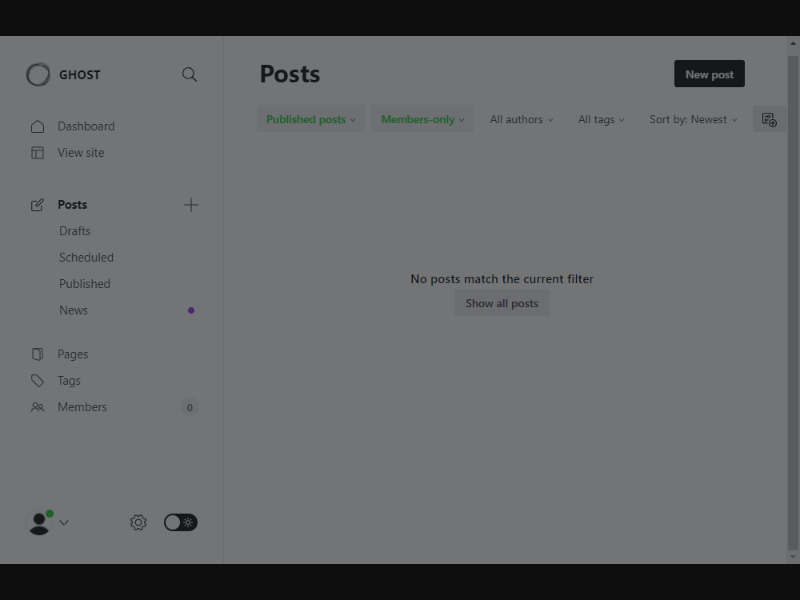 GHOST
Dashboard
View site
Posts
Drafts
Scheduled
Published
News
Pages
Tags
Members 0
Posts
New post
Published posts Members-only All authors All tags Sort by: Newest
No posts match the current filter
Show all posts